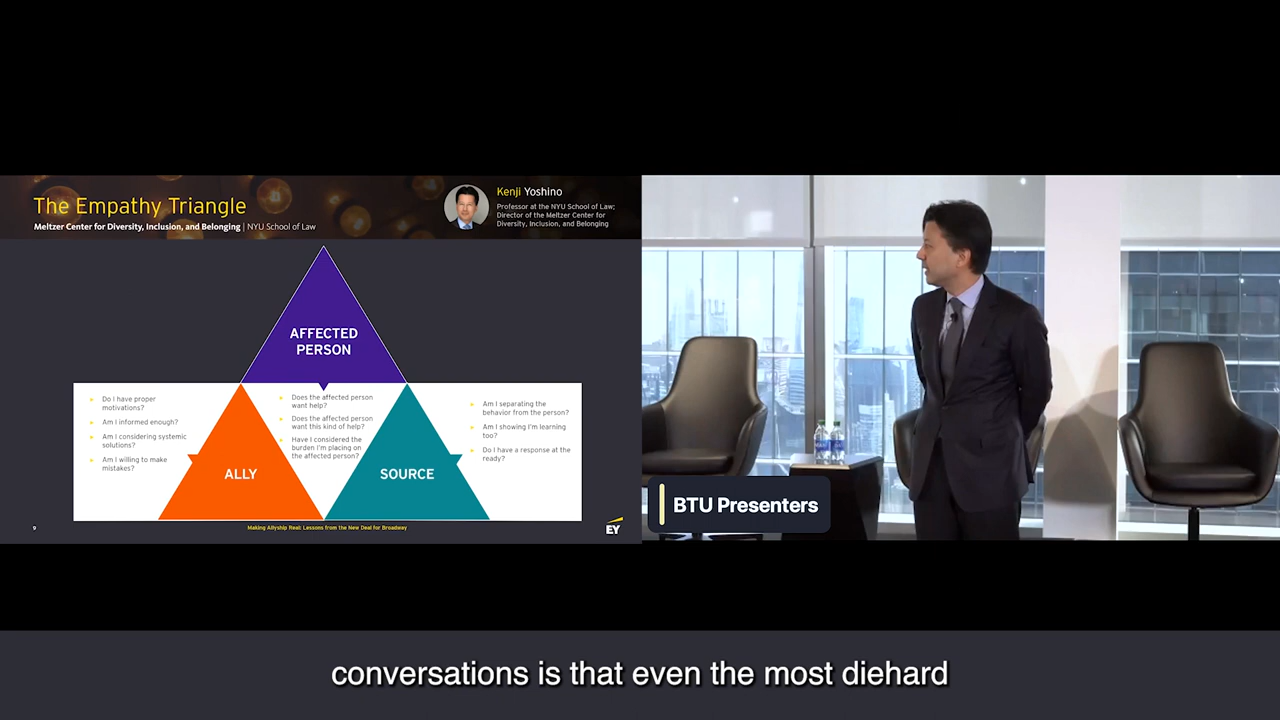 The Empathy Triangle
Meltzer Center for Diversity, Inclusion, and Belonging | NYU School of Law
Kenji Yoshino
Professor at the NYU School of Law;
Director of the Meltzer Center for
Diversity, Inclusion, and Belonging
AFFECTED
PERSON
Do I have proper
motivations?
Am I informed enough?
Am I considering systemic
solutions?
Am I willing to make
mistakes?
ALLY
Does the affected person
want help?
Does the affected person
want this kind of help?
Have I considered the
burden I'm placing on
the affected person?
SOURCE
Am I separating the
behavior from the person?
Am I showing I'm learning
too?
Do I have a response at the
ready?
9
Making Allyship Real: Lessons from the New Deal for Broadway
EY
BTU Presenters
conversations is that even the most diehard